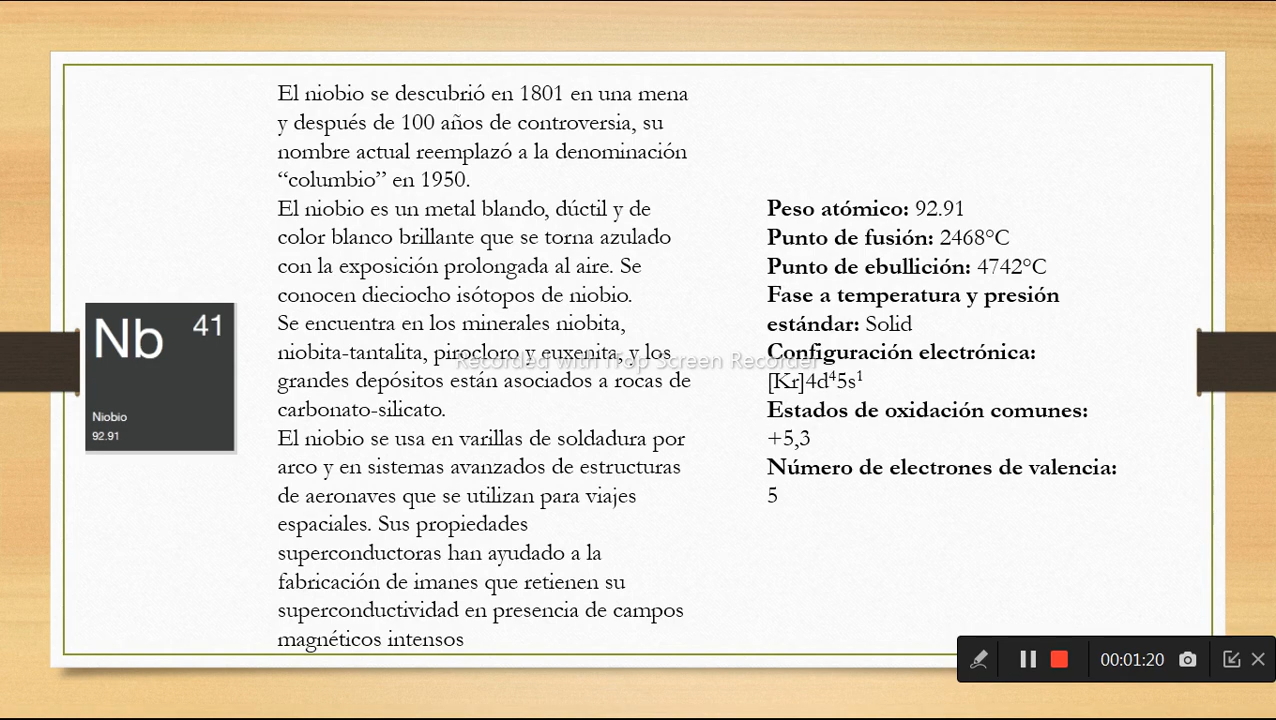 El niobio se descubrió en 1801 en una mena
y después de 100 años de controversia, su
nombre actual reemplazó a la denominación
“columbio” en 1950.
El niobio es un metal blando, dúctil y de
color blanco brillante que se torna azulado
con la exposición prolongada al aire. Se
conocen dieciocho isótopos de niobio.
Se encuentra en los minerales niobita,
niobita-tantalita, pirocloro y euxenita, y los
grandes depósitos están asociados a rocas de
carbonato-silicato.
El niobio se usa en varillas de soldadura por
arco y en sistemas avanzados de estructuras
de aeronaves que se utilizan para viajes
espaciales. Sus propiedades
superconductoras han ayudado a la
fabricación de imanes que retienen su
superconductividad en presencia de campos
magnéticos intensos
Nb 41
Niobio
92.91
Peso atómico: 92.91
Punto de fusión: 2468°C
Punto de ebullición: 4742°C
Fase a temperatura y presión
estándar: Solid
Configuración electrónica:
[Kr]4d⁴5s¹
Estados de oxidación comunes:
+5,3
Número de electrones de valencia:
5
Recorded with iTop Screen Recorder
00:01:20